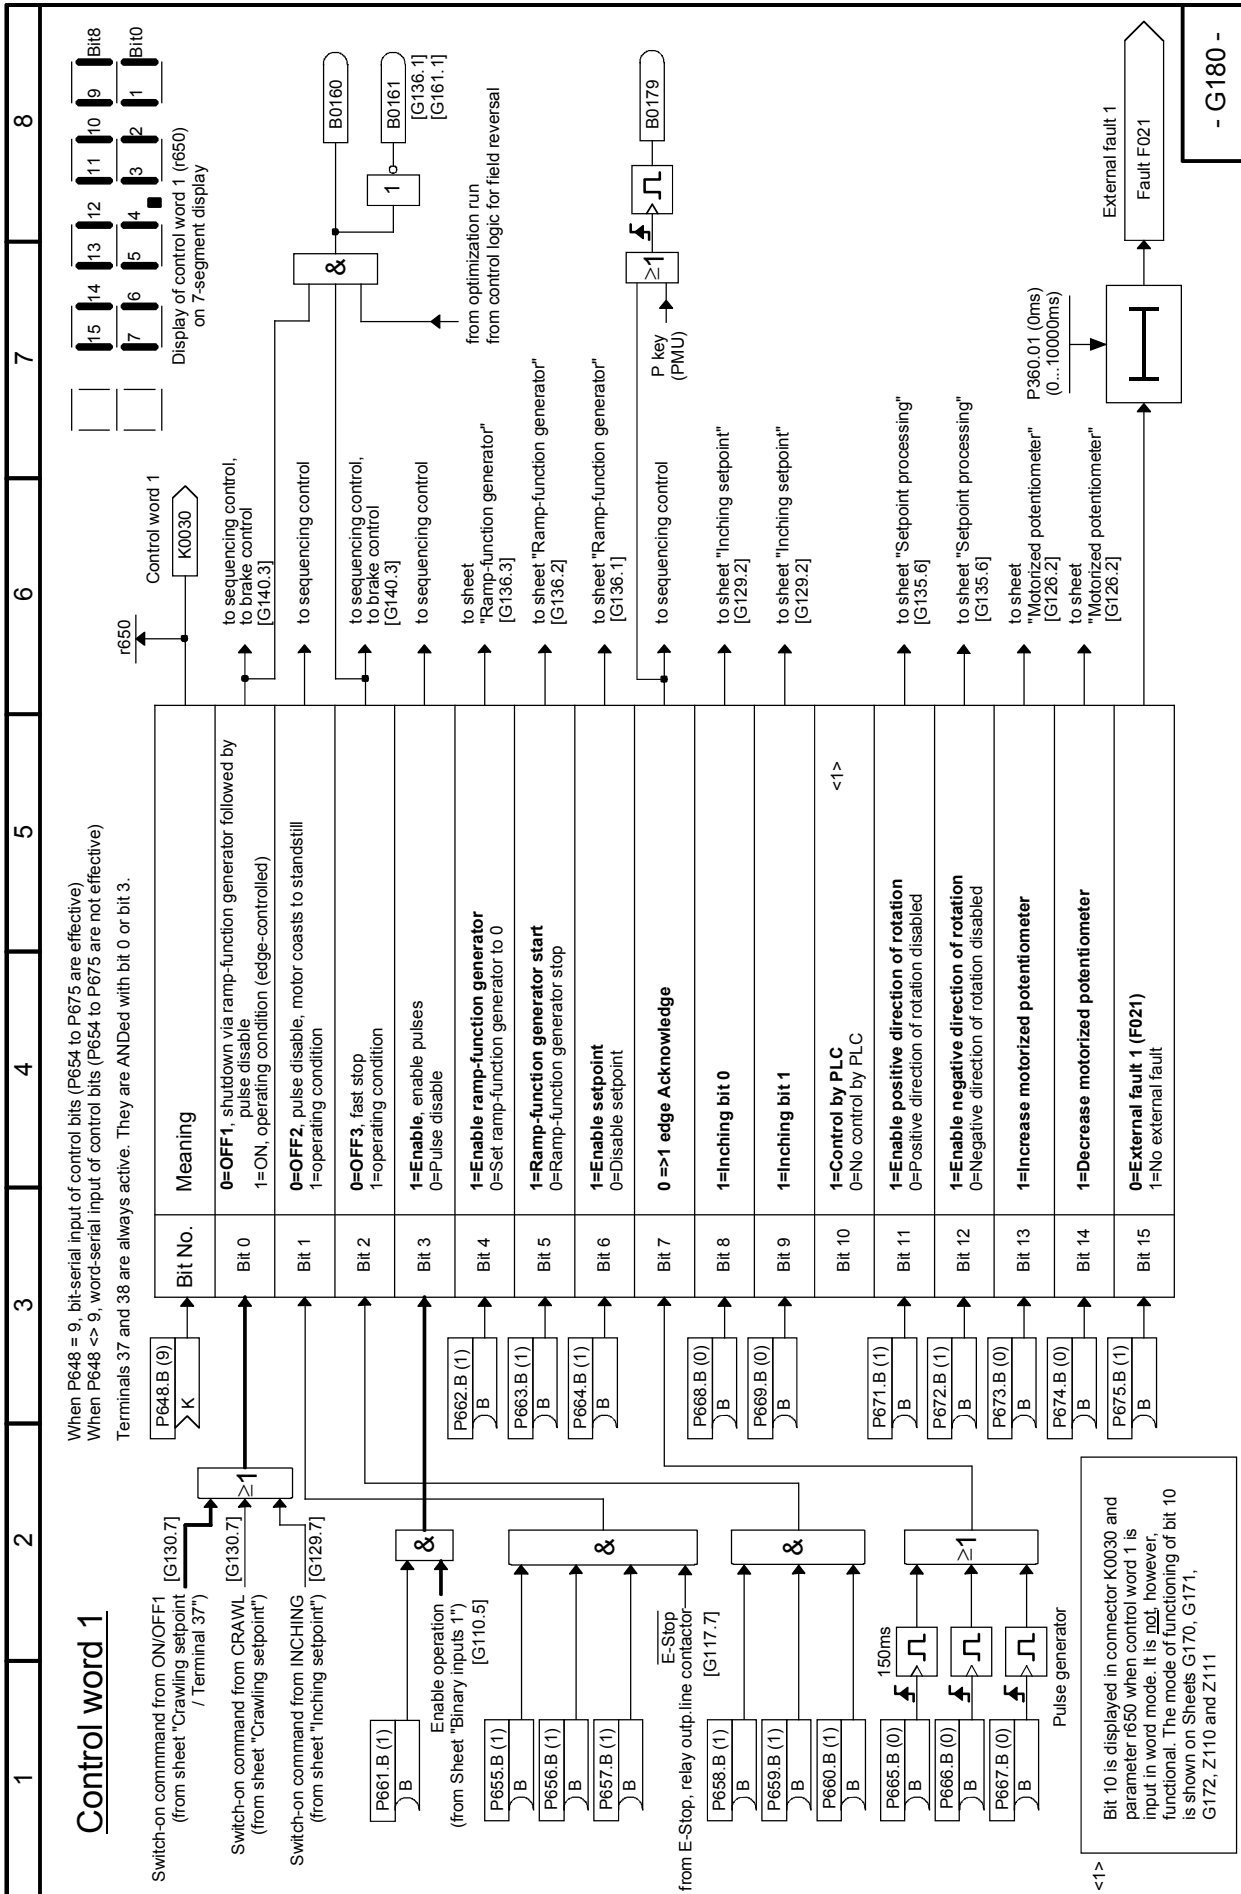 1
2
3
4
5
6
7
8
Control word 1
When P648 = 9, bit-serial input of control bits (P654 to P675 are effective)
When P648 <> 9, word-serial input of control bits (P654 to P675 are not effective)
Terminals 37 and 38 are always active. They are ANDed with bit 0 or bit 3.
15 14 13 12 11 10 9 Bit8
7 6 5 4 3 2 1 Bit0
Display of control word 1 (r650)
on 7-segment display
r650
Control word 1
K0030
P648.B (9)
K
Switch-on commmand from ON/OFF1
(from sheet "Crawling setpoint
/ Terminal 37")
[G130.7]
Switch-on command from CRAWL
(from sheet "Crawling setpoint")
[G130.7]
Switch-on command from INCHING
(from sheet "Inching setpoint")
[G129.7]
≥1
P661.B (1)
B
Enable operation
(from Sheet "Binary inputs 1")
[G110.5]
&
P655.B (1)
B
P656.B (1)
B
P657.B (1)
B
&
E-Stop
from E-Stop, relay outp.line contactor
[G117.7]
P658.B (1)
B
P659.B (1)
B
P660.B (1)
B
&
P665.B (0)
B
P666.B (0)
B
P667.B (0)
B
150ms
Pulse generator
≥1
P662.B (1)
B
P663.B (1)
B
P664.B (1)
B
P668.B (0)
B
P669.B (0)
B
P671.B (1)
B
P672.B (1)
B
P673.B (0)
B
P674.B (0)
B
P675.B (1)
B
Bit No. Meaning
Bit 0 0=OFF1, shutdown via ramp-function generator followed by
pulse disable
1=ON, operating condition (edge-controlled)
to sequencing control,
to brake control
[G140.3]
Bit 1 0=OFF2, pulse disable, motor coasts to standstill
1=operating condition
to sequencing control
Bit 2 0=OFF3, fast stop
1=operating condition
to sequencing control,
to brake control
[G140.3]
Bit 3 1=Enable, enable pulses
0=Pulse disable
to sequencing control
Bit 4 1=Enable ramp-function generator
0=Set ramp-function generator to 0
to sheet
"Ramp-function generator"
[G136.3]
Bit 5 1=Ramp-function generator start
0=Ramp-function generator stop
to sheet "Ramp-function generator"
[G136.2]
Bit 6 1=Enable setpoint
0=Disable setpoint
to sheet "Ramp-function generator"
[G136.1]
Bit 7 0 =>1 edge Acknowledge
to sequencing control
Bit 8 1=Inching bit 0
to sheet "Inching setpoint"
[G129.2]
Bit 9 1=Inching bit 1
to sheet "Inching setpoint"
[G129.2]
Bit 10 1=Control by PLC
0=No control by PLC
<1>
Bit 11 1=Enable positive direction of rotation
0=Positive direction of rotation disabled
to sheet "Setpoint processing"
[G135.6]
Bit 12 1=Enable negative direction of rotation
0=Negative direction of rotation disabled
to sheet "Setpoint processing"
[G135.6]
Bit 13 1=Increase motorized potentiometer
to sheet
"Motorized potentiometer"
[G126.2]
Bit 14 1=Decrease motorized potentiometer
to sheet
"Motorized potentiometer"
[G126.2]
Bit 15 0=External fault 1 (F021)
1=No external fault
&
1
B0160
B0161
[G136.1]
[G161.1]
from optimization run
from control logic for field reversal
P key
(PMU)
≥1
B0179
P360.01 (0ms)
(0...10000ms)
External fault 1
Fault F021
<1>
Bit 10 is displayed in connector K0030 and
parameter r650 when control word 1 is
input in word mode. It is not, however,
functional. The mode of functioning of bit 10
is shown on Sheets G170, G171,
G172, Z110 and Z111
- G180 -